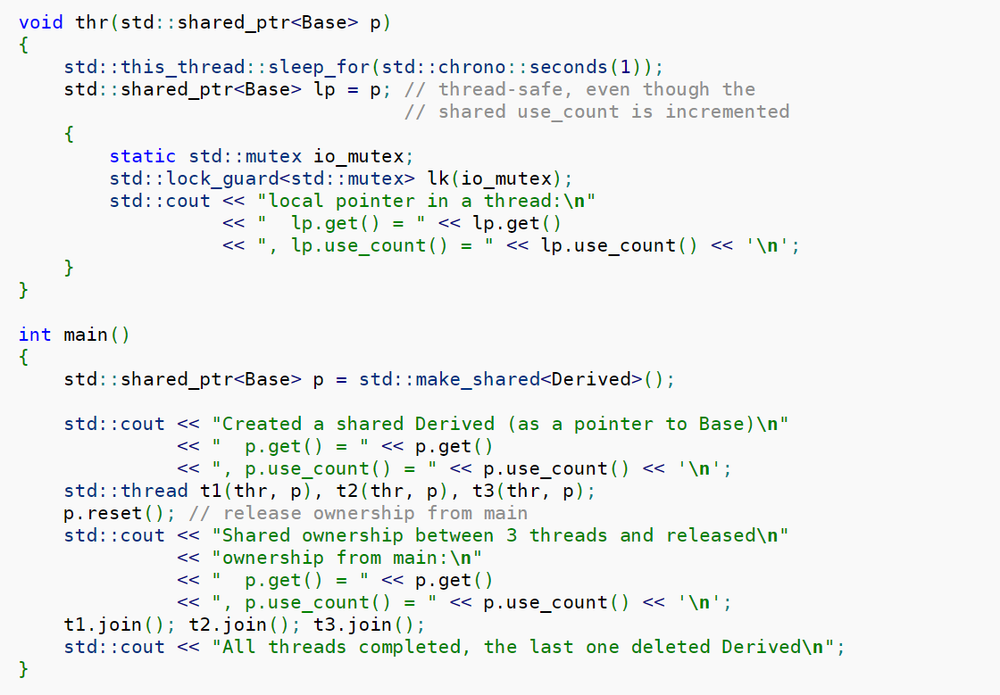 void thr(std::shared_ptr<Base> p)
{
    std::this_thread::sleep_for(std::chrono::seconds(1));
    std::shared_ptr<Base> lp = p; // thread-safe, even though the
                                  // shared use_count is incremented
    {
        static std::mutex io_mutex;
        std::lock_guard<std::mutex> lk(io_mutex);
        std::cout << "local pointer in a thread:\n"
                  << "  lp.get() = " << lp.get()
                  << ", lp.use_count() = " << lp.use_count() << '\n';
    }
}

int main()
{
    std::shared_ptr<Base> p = std::make_shared<Derived>();

    std::cout << "Created a shared Derived (as a pointer to Base)\n"
              << "  p.get() = " << p.get()
              << ", p.use_count() = " << p.use_count() << '\n';
    std::thread t1(thr, p), t2(thr, p), t3(thr, p);
    p.reset(); // release ownership from main
    std::cout << "Shared ownership between 3 threads and released\n"
              << "ownership from main:\n"
              << "  p.get() = " << p.get()
              << ", p.use_count() = " << p.use_count() << '\n';
    t1.join(); t2.join(); t3.join();
    std::cout << "All threads completed, the last one deleted Derived\n";
}